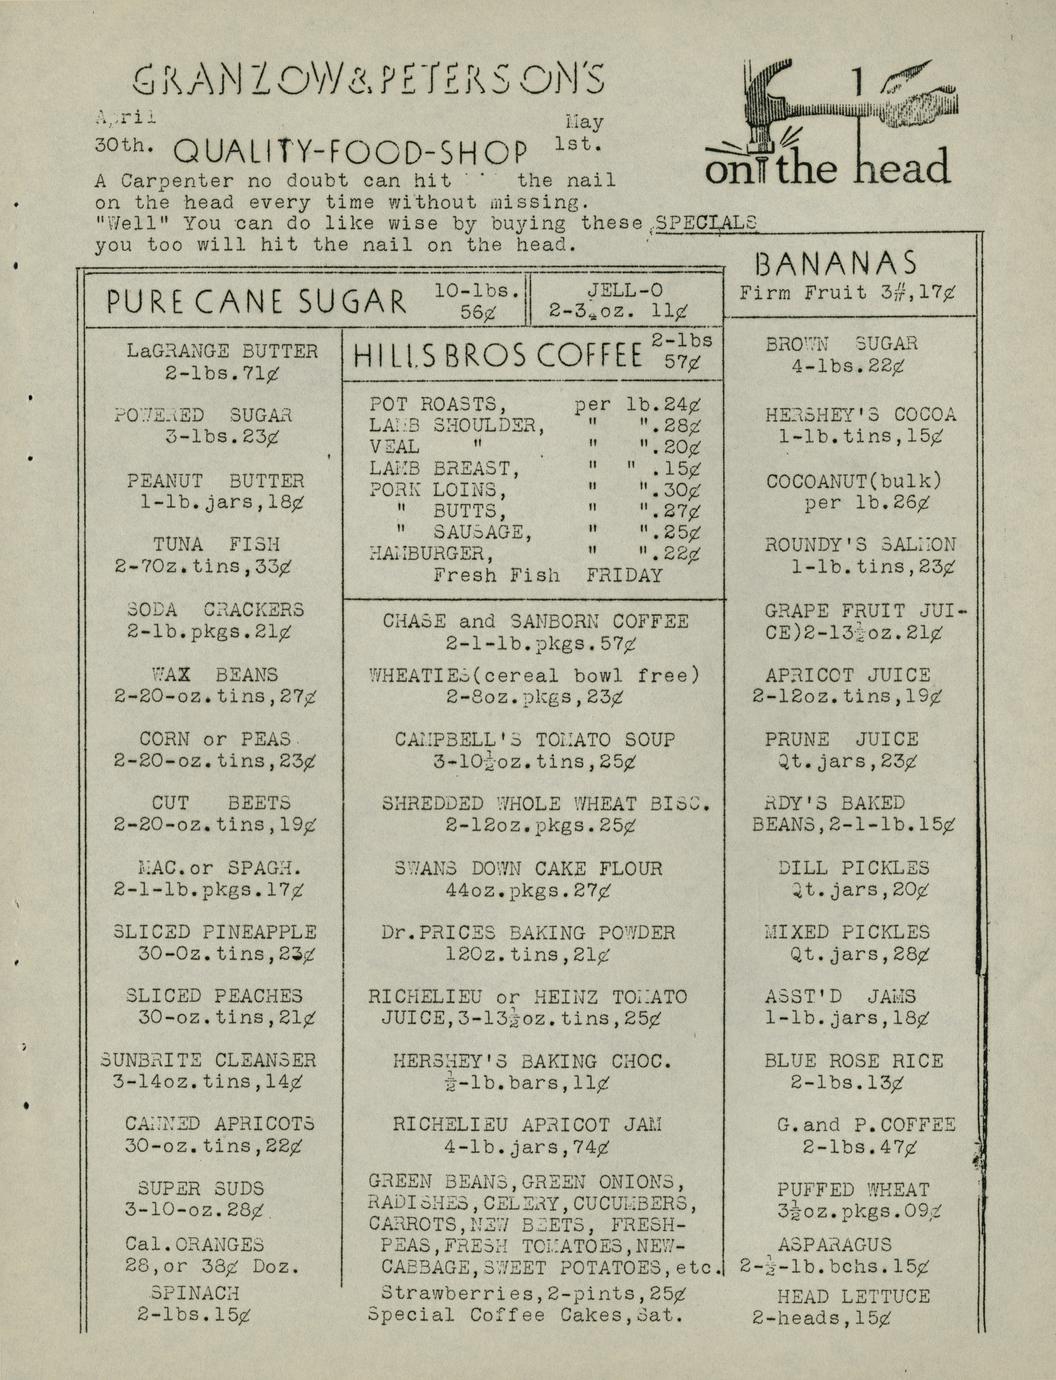 GRANZOW & PETERSON'S
April May
30th. QUALITY-FOOD-SHOP 1st.
on the head
A Carpenter no doubt can hit the nail
on the head every time without missing.
"Well" You can do like wise by buying these SPECIALS
you too will hit the nail on the head.
PURE CANE SUGAR 10-lbs.
56¢
JELL-O
2-3¼oz. 11¢
BANANAS
Firm Fruit 3#,17¢
LaGRANGE BUTTER
2-lbs.71¢
POWERED SUGAR
3-lbs.23¢
PEANUT BUTTER
1-lb.jars,18¢
TUNA FISH
2-7Oz.tins,33¢
SODA CRACKERS
2-lb.pkgs.21¢
WAX BEANS
2-20-oz.tins,27¢
CORN or PEAS
2-20-oz.tins,23¢
CUT BEETS
2-20-oz.tins,19¢
MAC.or SPAGH.
2-1-lb.pkgs.17¢
SLICED PINEAPPLE
30-Oz.tins,23¢
SLICED PEACHES
30-oz.tins,21¢
SUNBRITE CLEANSER
3-14oz.tins,14¢
CANNED APRICOTS
30-oz.tins,22¢
SUPER SUDS
3-10-oz.28¢
Cal.ORANGES
28,or 38¢ Doz.
SPINACH
2-lbs.15¢
HILLS BROS COFFEE 2-lbs
57¢
POT ROASTS, per lb.24¢
LAMB SHOULDER, " ".28¢
VEAL " " ".20¢
LAMB BREAST, " " .15¢
PORK LOINS, " ".30¢
" BUTTS, " ".27¢
" SAUSAGE, " ".25¢
HAMBURGER, " ".22¢
Fresh Fish FRIDAY
CHASE and SANBORN COFFEE
2-1-lb.pkgs.57¢
WHEATIES(cereal bowl free)
2-8oz.pkgs,23¢
CAMPBELL'S TOMATO SOUP
3-10½oz.tins,25¢
SHREDDED WHOLE WHEAT BISC.
2-12oz.pkgs.25¢
SWANS DOWN CAKE FLOUR
44oz.pkgs.27¢
Dr.PRICES BAKING POWDER
12Oz.tins,21¢
RICHELIEU or HEINZ TOMATO
JUICE,3-13½oz.tins,25¢
HERSHEY'S BAKING CHOC.
½-lb.bars,11¢
RICHELIEU APRICOT JAM
4-lb.jars,74¢
GREEN BEANS,GREEN ONIONS,
RADISHES,CELERY,CUCUMBERS,
CARROTS,NEW BEETS, FRESH-
PEAS,FRESH TOMATOES,NEW-
CABBAGE,SWEET POTATOES,etc.
Strawberries,2-pints,25¢
Special Coffee Cakes,Sat.
BROWN SUGAR
4-lbs.22¢
HERSHEY'S COCOA
1-lb.tins,15¢
COCOANUT(bulk)
per lb.26¢
ROUNDY'S SALMON
1-lb.tins,23¢
GRAPE FRUIT JUI-
CE)2-13½oz.21¢
APRICOT JUICE
2-12oz.tins,19¢
PRUNE JUICE
Qt.jars,23¢
RDY'S BAKED
BEANS,2-1-lb.15¢
DILL PICKLES
Qt.jars,20¢
MIXED PICKLES
Qt.jars,28¢
ASST'D JAMS
1-lb.jars,18¢
BLUE ROSE RICE
2-lbs.13¢
G.and P.COFFEE
2-lbs.47¢
PUFFED WHEAT
3½oz.pkgs.09¢
ASPARAGUS
2-½-lb.bchs.15¢
HEAD LETTUCE
2-heads,15¢